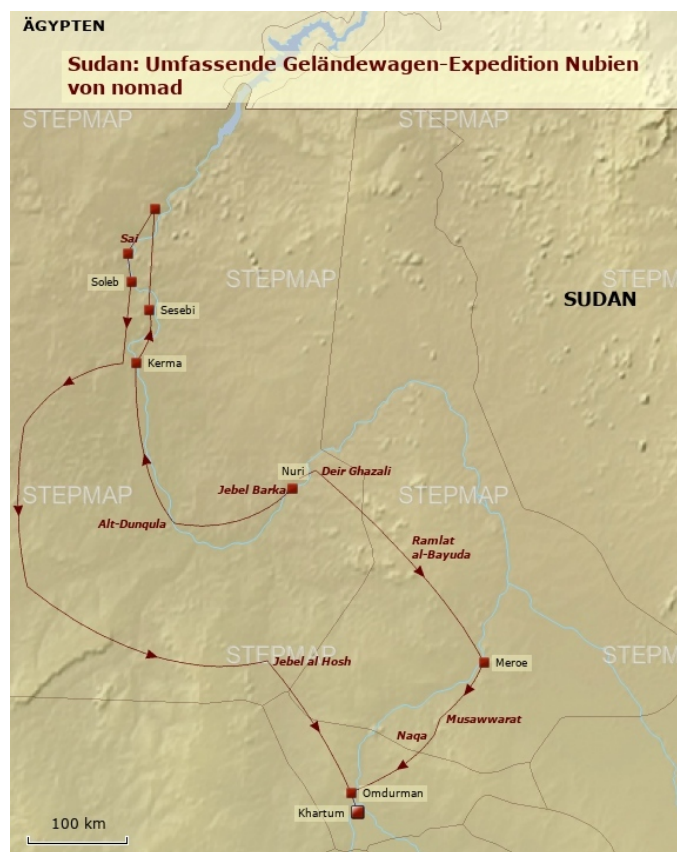 ÄGYPTEN
Sudan: Umfassende Geländewagen-Expedition Nubien
von nomad
STEPMAP
STEPMAP
Sai
Soleb
STEPMAP
STEPM
SUDAN
Sesebi
Kerma
Nuri
Deir Ghazali
Jebel Barka
STEPMAP
STEPMAP
STEPM
Alt-Dunqula
Ramlat
al-Bayuda
STEPMAP
STEPM
Jebel al Hosh
Meroe
Musawwarat
Naqa
Omdurman
Khartum
100 km